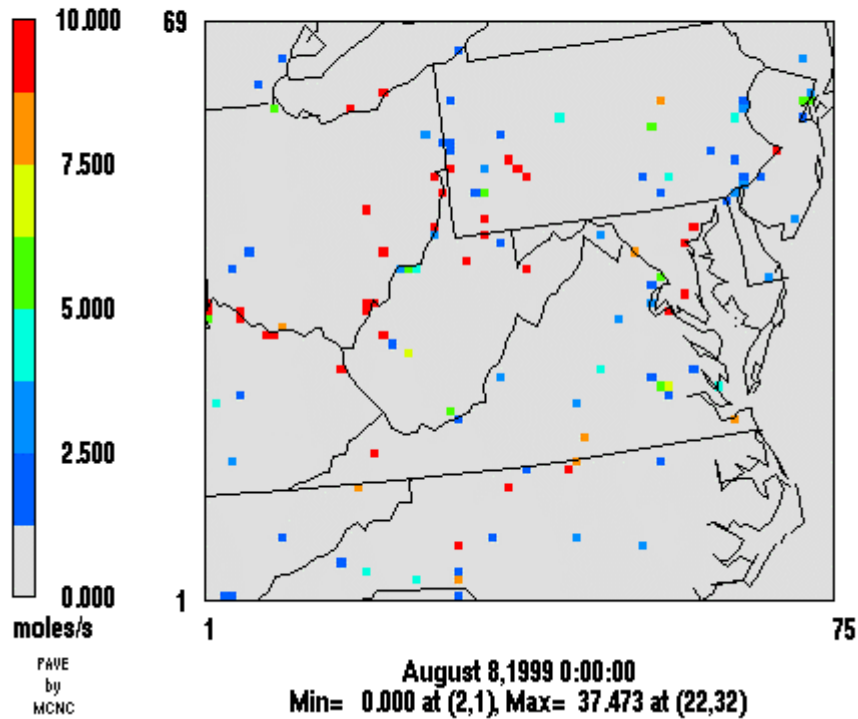 10.000
7.500
5.000
2.500
0.000
moles/s
PAVE
by
MCNC
69
1
1
75
August 8,1999 0:00:00
Min= 0.000 at (2,1), Max= 37.473 at (22,32)